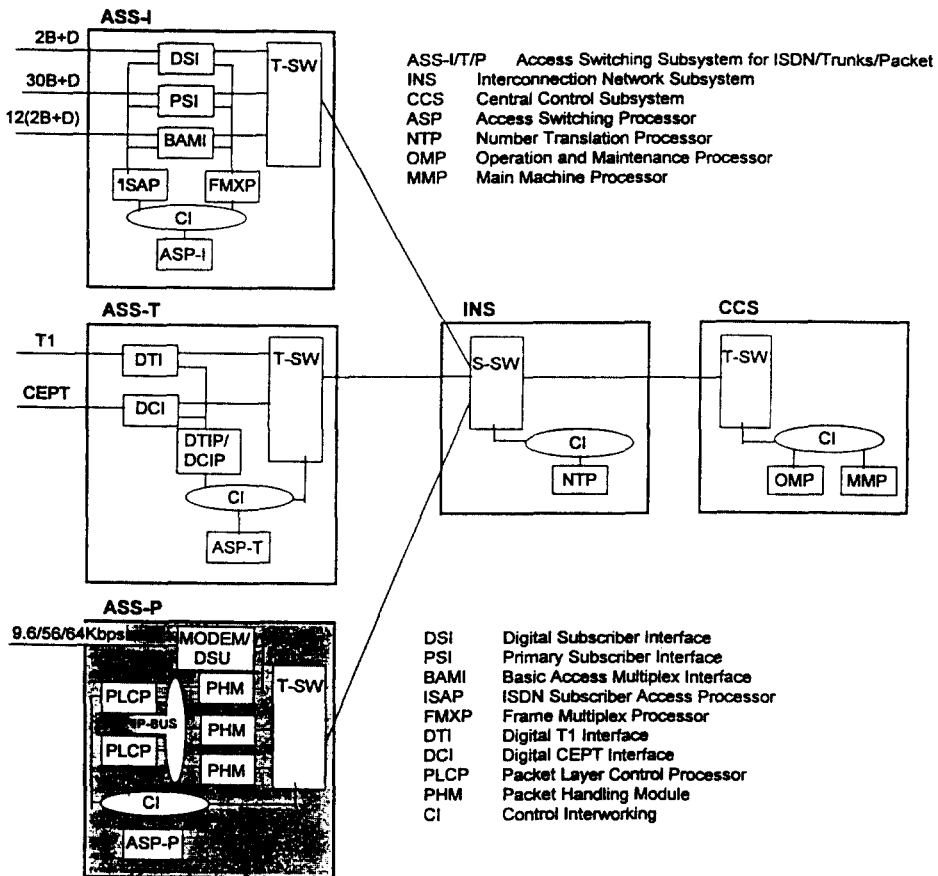 ASS-I
2B+D
DSI
T-SW
30B+D
PSI
12(2B+D)
BAMI
ISAP
FMXP
CI
ASP-I
ASS-I/T/P Access Switching Subsystem for ISDN/Trunks/Packet
INS Interconnection Network Subsystem
CCS Central Control Subsystem
ASP Access Switching Processor
NTP Number Translation Processor
OMP Operation and Maintenance Processor
MMP Main Machine Processor
ASS-T
T1
DTI
T-SW
CEPT
DCI
DTIP/
DCIP
CI
ASP-T
INS
S-SW
CI
NTP
CCS
T-SW
CI
OMP
MMP
ASS-P
9.6/56/64Kbps
MODEM/
DSU
T-SW
PLCP
PHM
IP-BUS
PHM
PLCP
PHM
CI
ASP-P
DSI Digital Subscriber Interface
PSI Primary Subscriber Interface
BAMI Basic Access Multiplex Interface
ISAP ISDN Subscriber Access Processor
FMXP Frame Multiplex Processor
DTI Digital T1 Interface
DCI Digital CEPT Interface
PLCP Packet Layer Control Processor
PHM Packet Handling Module
CI Control Interworking